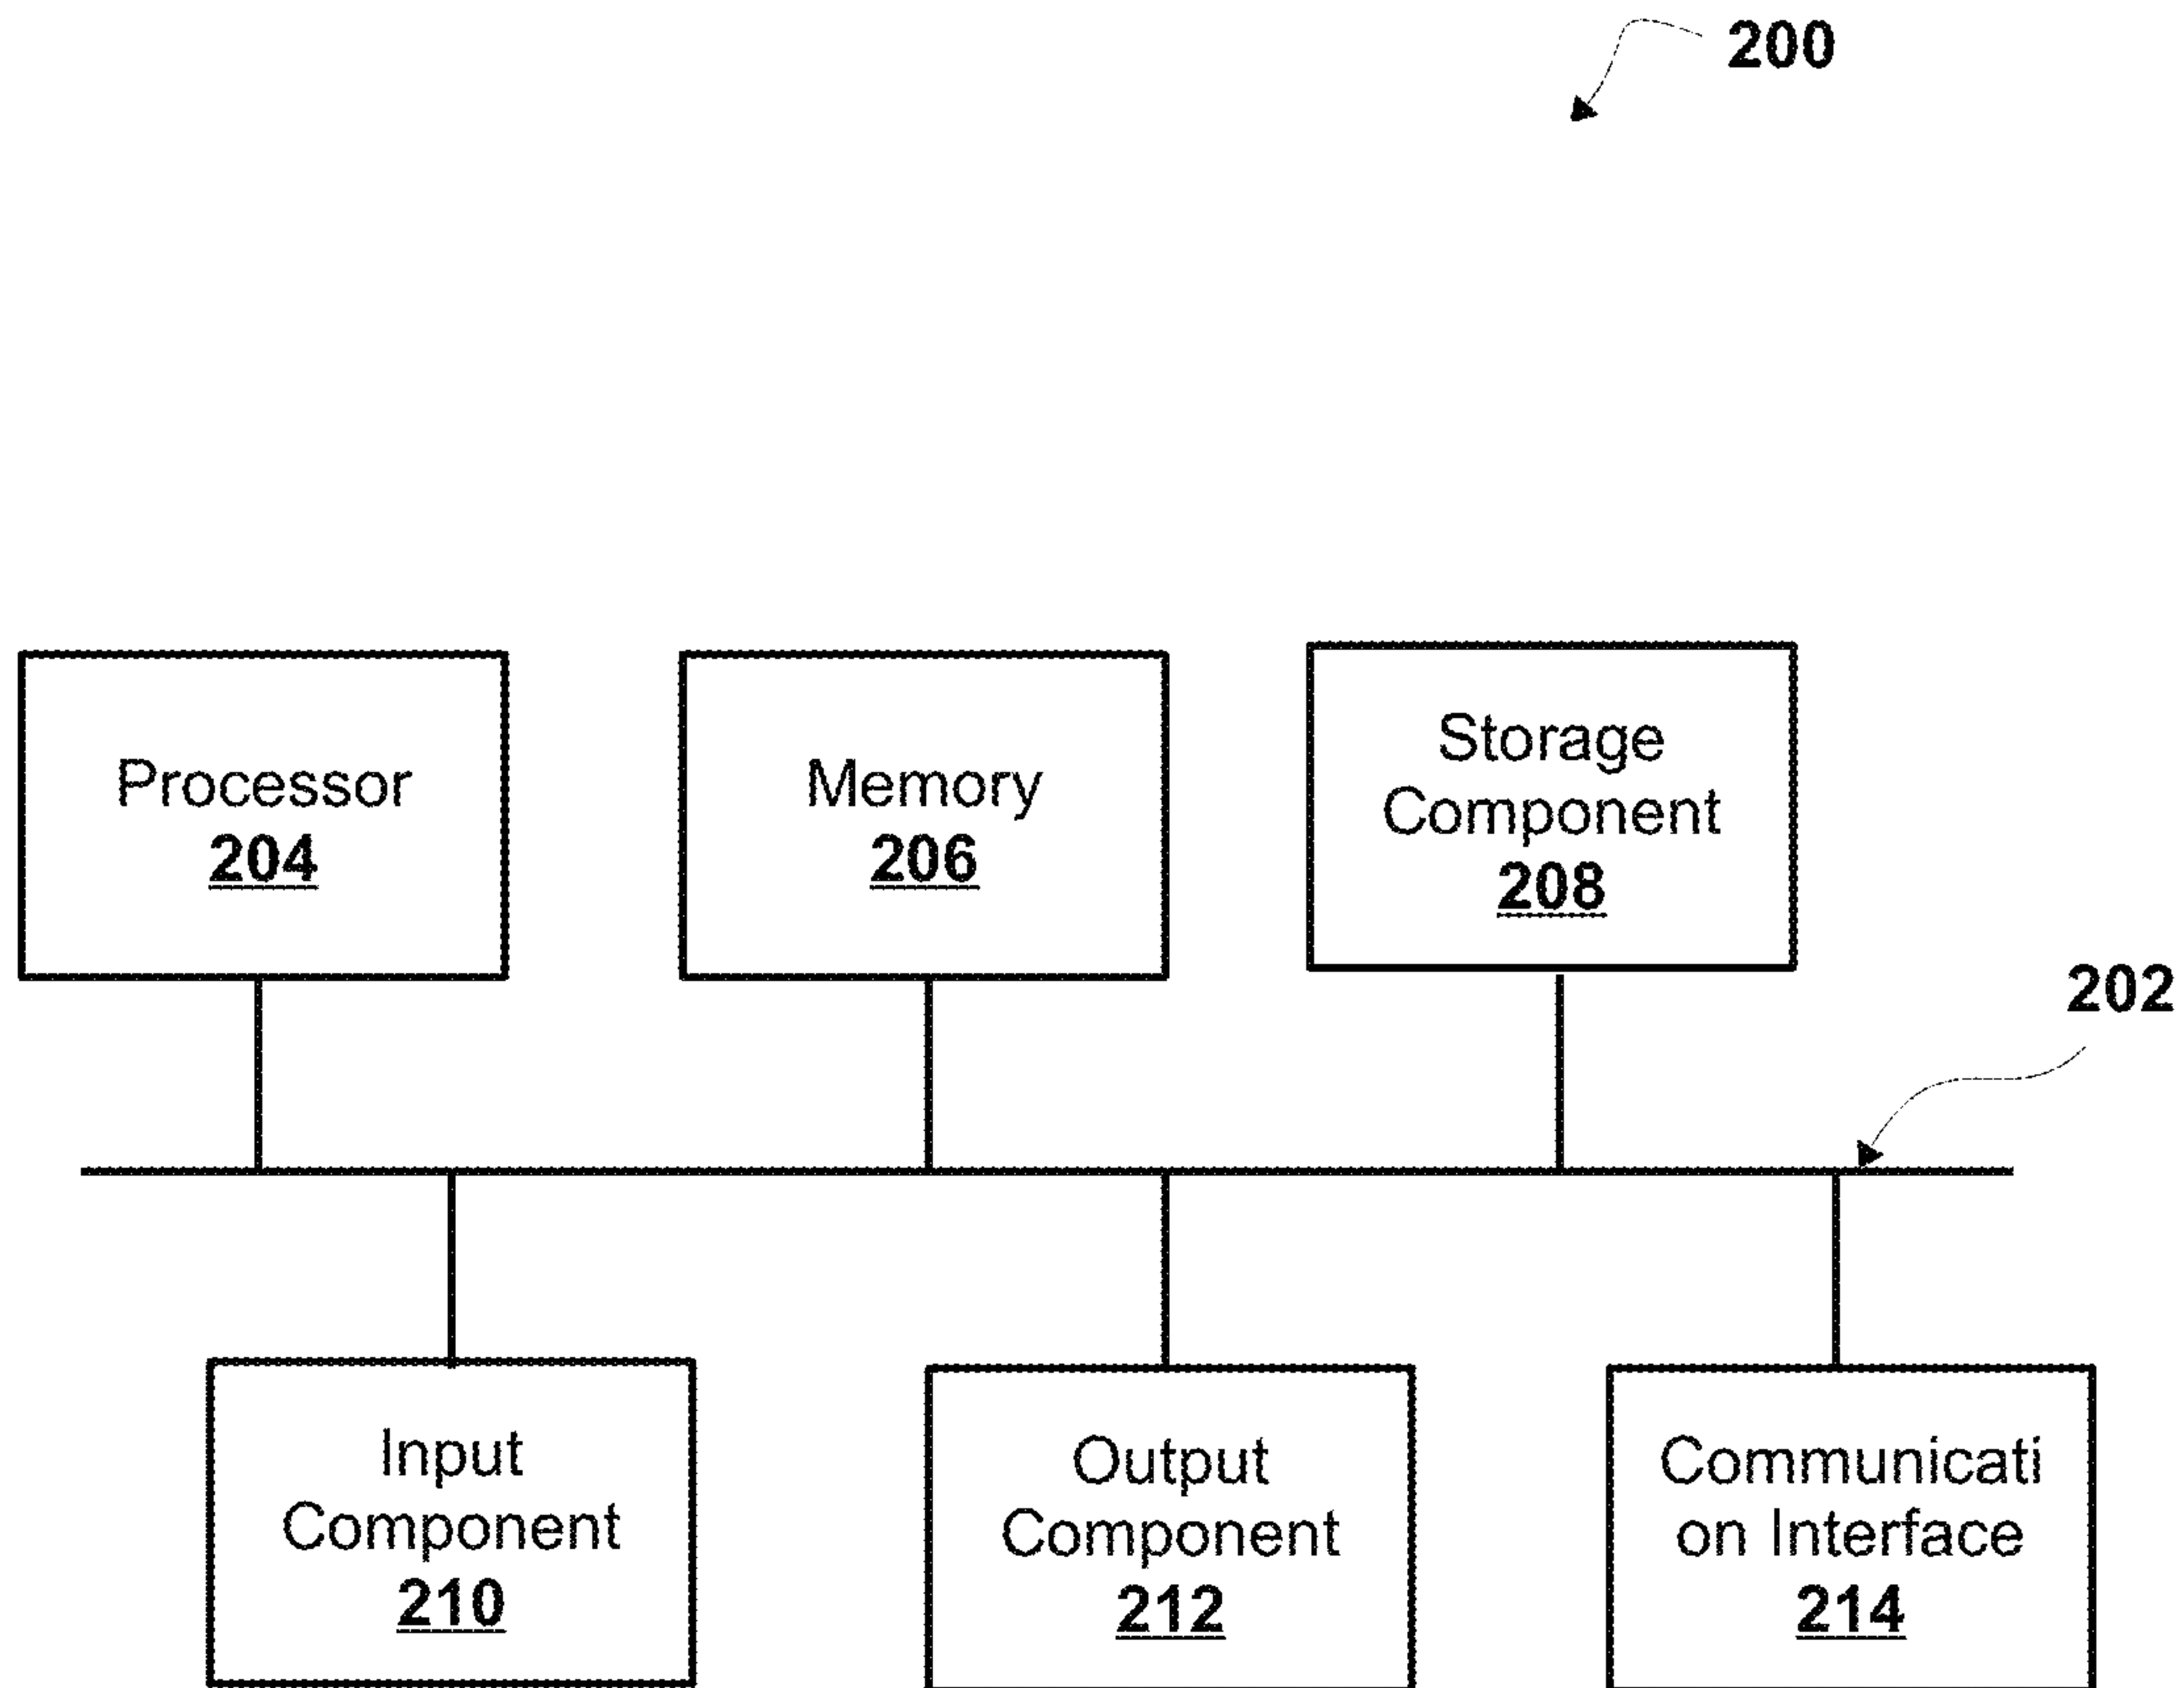 200
Processor
204
Memory
206
Storage
Component
208
202
Input
Component
210
Output
Component
212
Communicati
on Interface
214